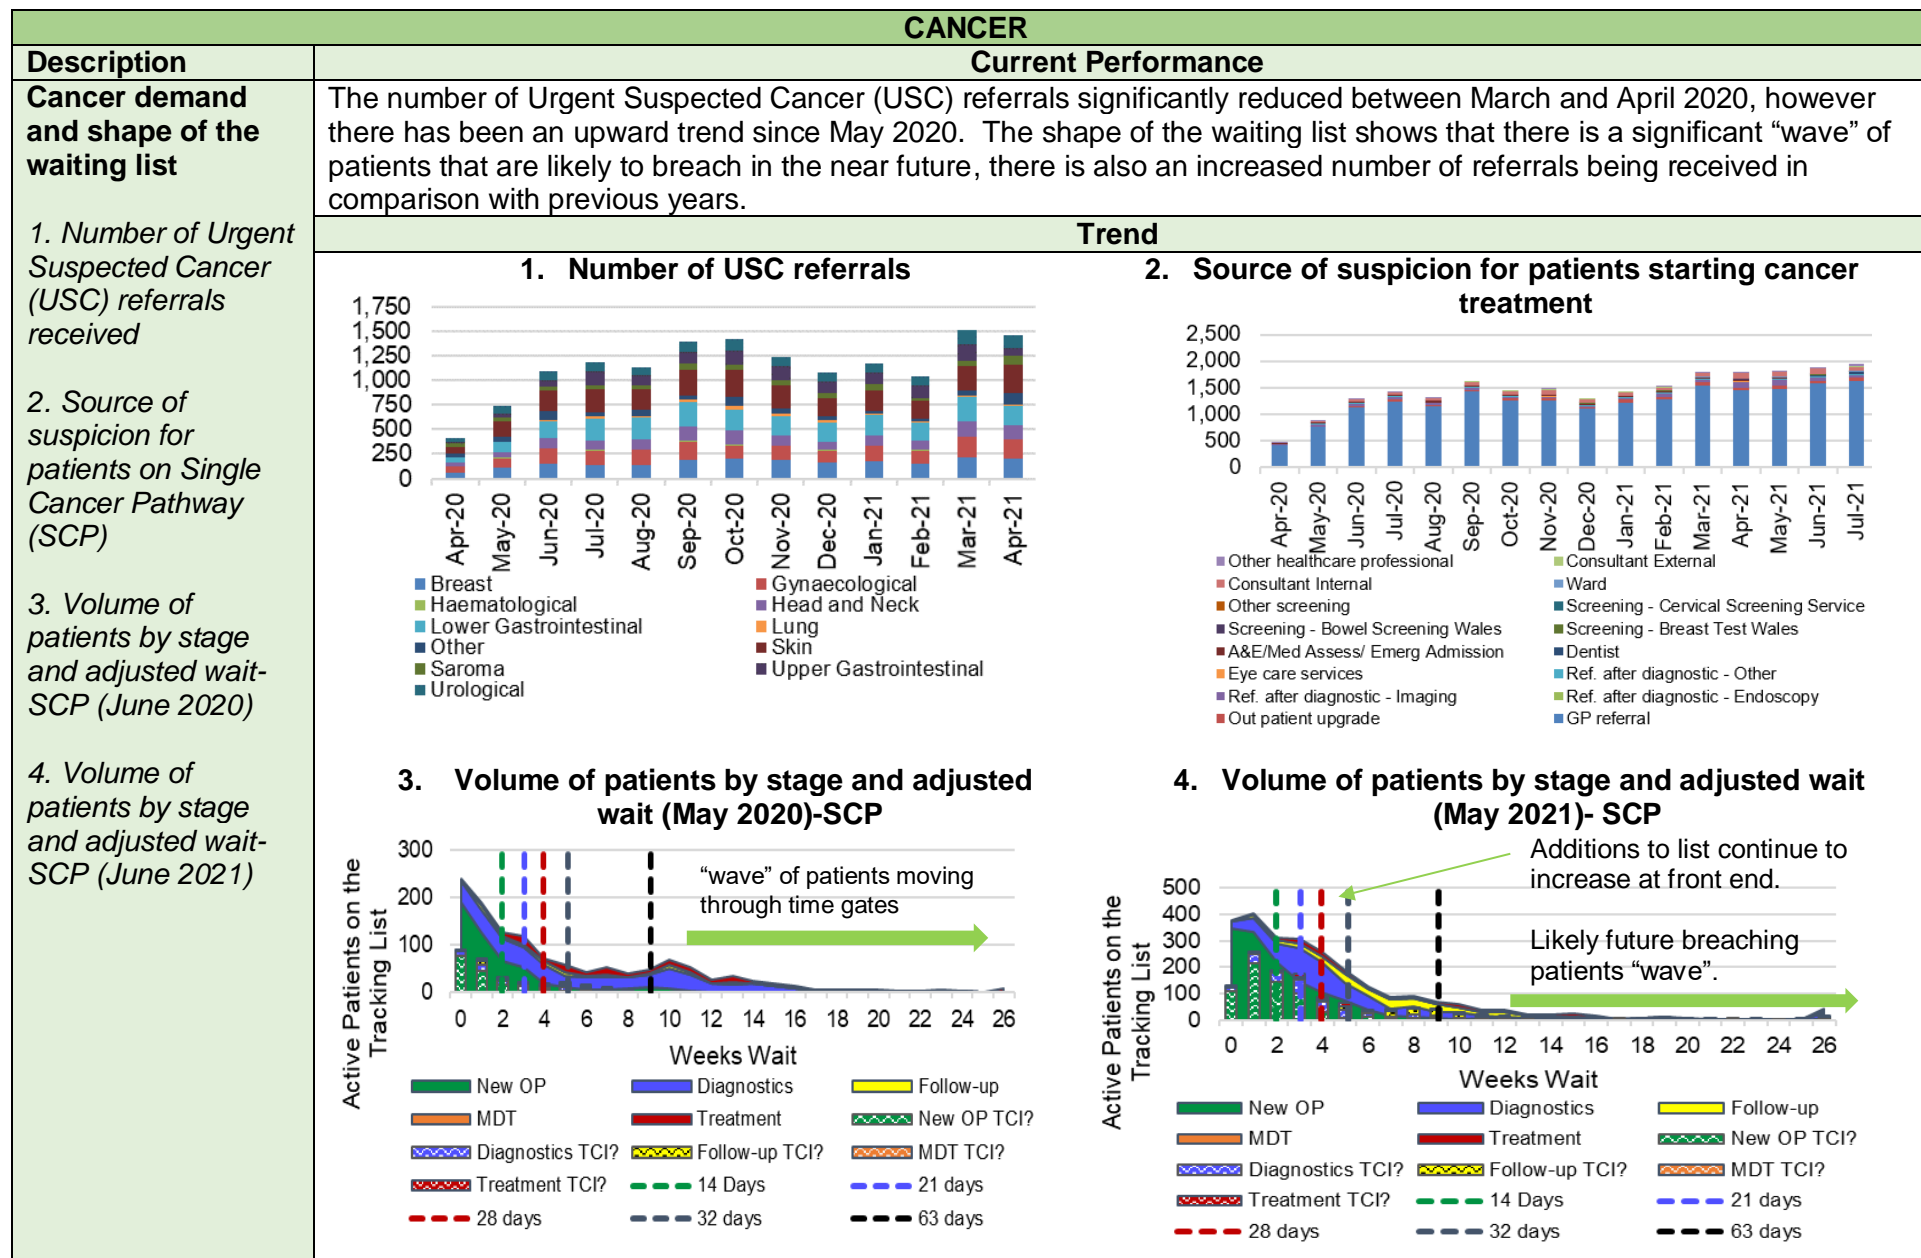 CANCER
Description
Current Performance
Cancer demand
and shape of the
waiting list
1. Number of Urgent
Suspected Cancer
(USC) referrals
received
2. Source of
suspicion for
patients on Single
Cancer Pathway
(SCP)
3. Volume of
patients by stage
and adjusted wait-
SCP (June 2020)
4. Volume of
patients by stage
and adjusted wait-
SCP (June 2021)
The number of Urgent Suspected Cancer (USC) referrals significantly reduced between March and April 2020, however
there has been an upward trend since May 2020. The shape of the waiting list shows that there is a significant “wave” of
patients that are likely to breach in the near future, there is also an increased number of referrals being received in
comparison with previous years.
Trend
1. Number of USC referrals
1,750
1,500
1,250
1,000
750
500
250
0
Apr-20
May-20
Jun-20
Jul-20
Aug-20
Sep-20
Oct-20
Nov-20
Dec-20
Jan-21
Feb-21
Mar-21
Apr-21
Breast
Gynaecological
Haematological
Head and Neck
Lower Gastrointestinal
Lung
Other
Skin
Saroma
Upper Gastrointestinal
Urological
2. Source of suspicion for patients starting cancer
treatment
2,500
2,000
1,500
1,000
500
0
Apr-20
May-20
Jun-20
Jul-20
Aug-20
Sep-20
Oct-20
Nov-20
Dec-20
Jan-21
Feb-21
Mar-21
Apr-21
May-21
Jun-21
Jul-21
Other healthcare professional
Consultant External
Consultant Internal
Ward
Other screening
Screening - Cervical Screening Service
Screening - Bowel Screening Wales
Screening - Breast Test Wales
A&E/Med Assess/ Emerg Admission
Dentist
Eye care services
Ref. after diagnostic - Other
Ref. after diagnostic - Imaging
Ref. after diagnostic - Endoscopy
Out patient upgrade
GP referral
3. Volume of patients by stage and adjusted
wait (May 2020)-SCP
Active Patients on the
Tracking List
300
200
100
0
“wave” of patients moving
through time gates
0 2 4 6 8 10 12 14 16 18 20 22 24 26
Weeks Wait
New OP
Diagnostics
Follow-up
MDT
Treatment
New OP TCI?
Diagnostics TCI?
Follow-up TCI?
MDT TCI?
Treatment TCI?
14 Days
21 days
28 days
32 days
63 days
4. Volume of patients by stage and adjusted wait
(May 2021)- SCP
Additions to list continue to
increase at front end.
Likely future breaching
patients “wave”.
Active Patients on the
Tracking List
500
400
300
200
100
0
0 2 4 6 8 10 12 14 16 18 20 22 24 26
Weeks Wait
New OP
Diagnostics
Follow-up
MDT
Treatment
New OP TCI?
Diagnostics TCI?
Follow-up TCI?
MDT TCI?
Treatment TCI?
14 Days
21 days
28 days
32 days
63 days